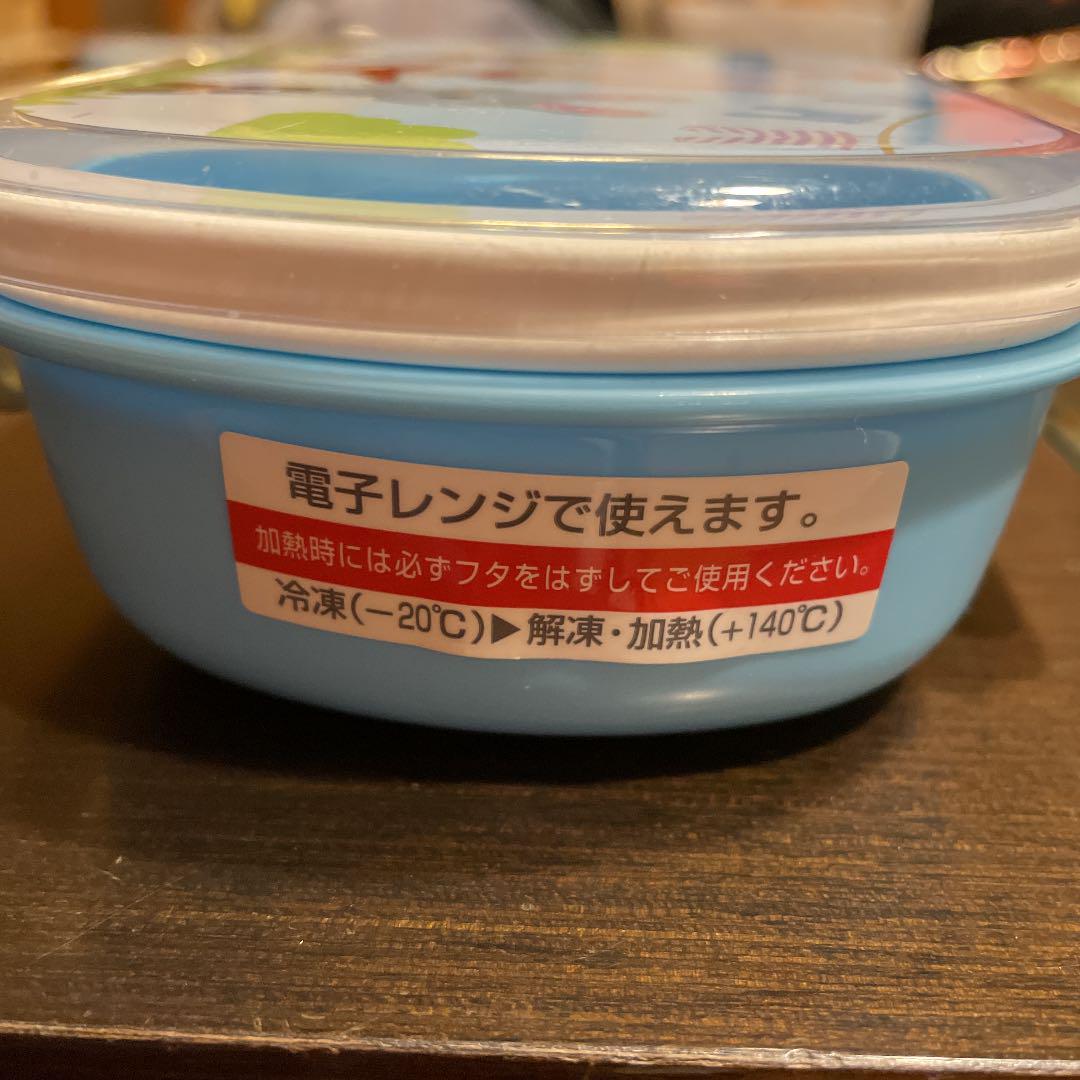 電子レンジで使えます。
加熱時には必ずフタをはずしてご使用ください。
冷凍(−20℃)▶解凍・加熱(+140℃)